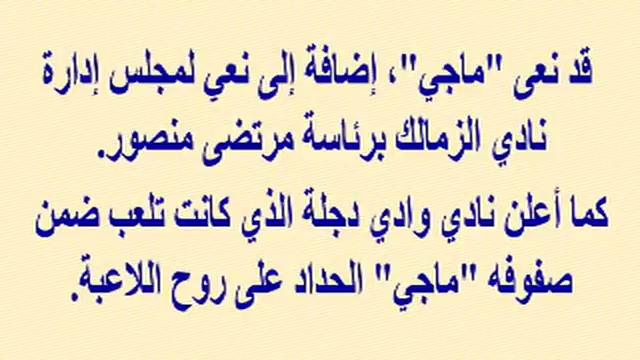 قد نعى "ماجي"، إضافة إلى نعي لمجلس إدارة
نادي الزمالك برئاسة مرتضى منصور.
كما أعلن نادي وادي دجلة الذي كانت تلعب ضمن
صفوفه "ماجي" الحداد على روح اللاعبة.